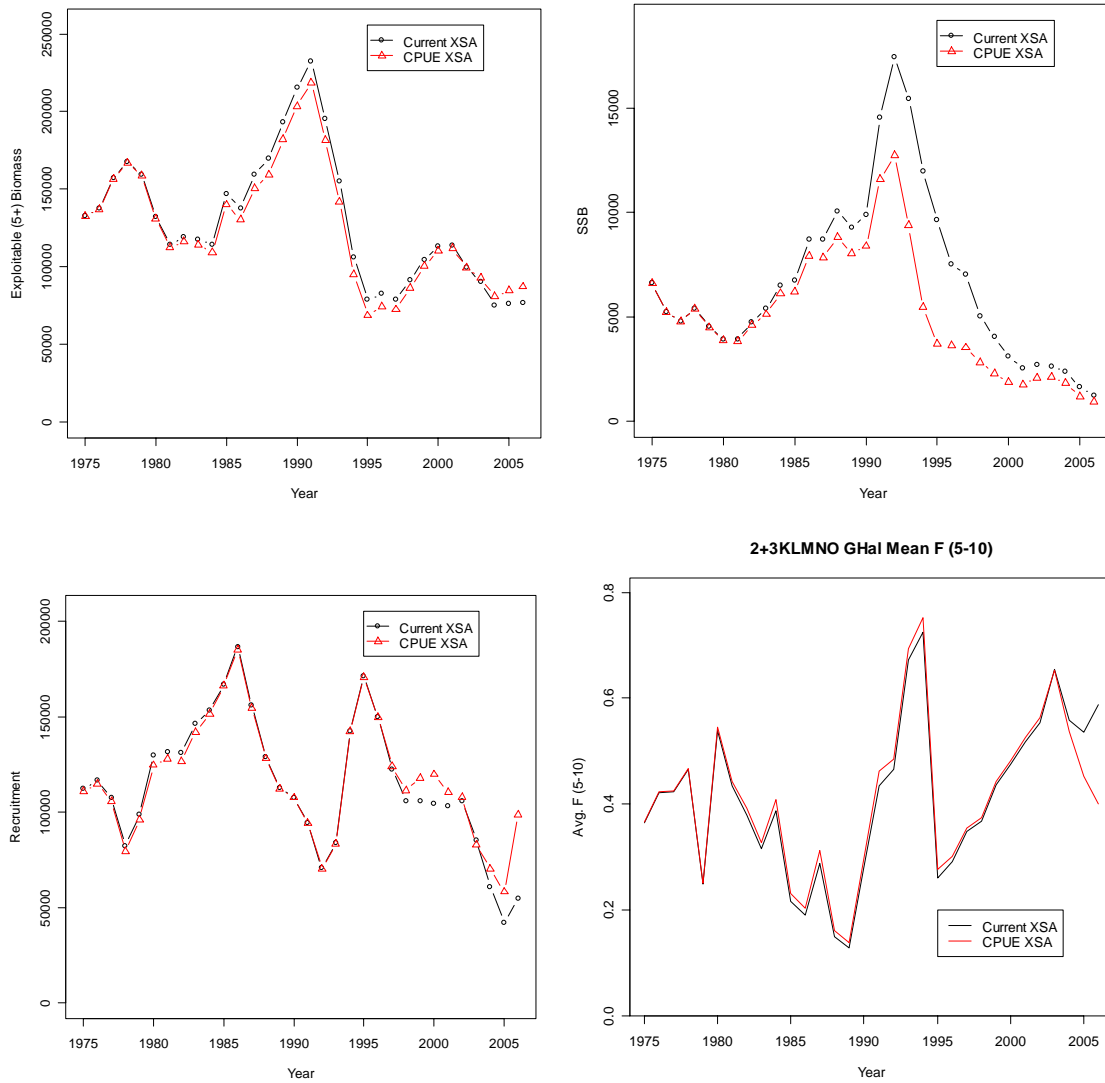 250000
200000
150000
100000
50000
0
Exploitable (5+) Biomass
Current XSA
CPUE XSA
1975 1980 1985 1990 1995 2000 2005
Year
15000
10000
5000
0
SSB
Current XSA
CPUE XSA
1975 1980 1985 1990 1995 2000 2005
Year
200000
150000
100000
50000
0
Recruitment
Current XSA
CPUE XSA
1975 1980 1985 1990 1995 2000 2005
Year
2+3KLMNO GHal Mean F (5-10)
0.8
0.6
0.4
0.2
0.0
Avg. F (5-10)
Current XSA
CPUE XSA
1975 1980 1985 1990 1995 2000 2005
Year